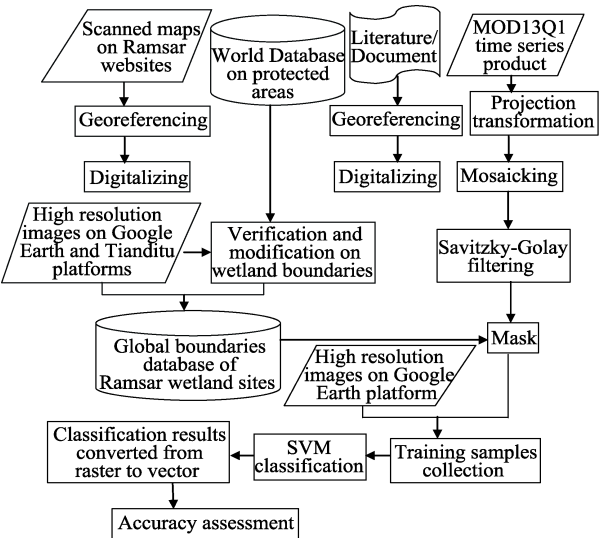 Scanned maps
on Ramsar
websites
World Database
on protected
areas
Literature/
Document
MOD13Q1
time series
product
Georeferencing
Georeferencing
Projection
transformation
Digitalizing
Digitalizing
Mosaicking
High resolution
images on Google
Earth and Tianditu
platforms
Verification and
modification on
wetland boundaries
Savitzky-Golay
filtering
Global boundaries
database of
Ramsar wetland sites
Mask
High resolution
images on Google
Earth platform
Classification results
converted from
raster to vector
SVM
classification
Training samples
collection
Accuracy assessment